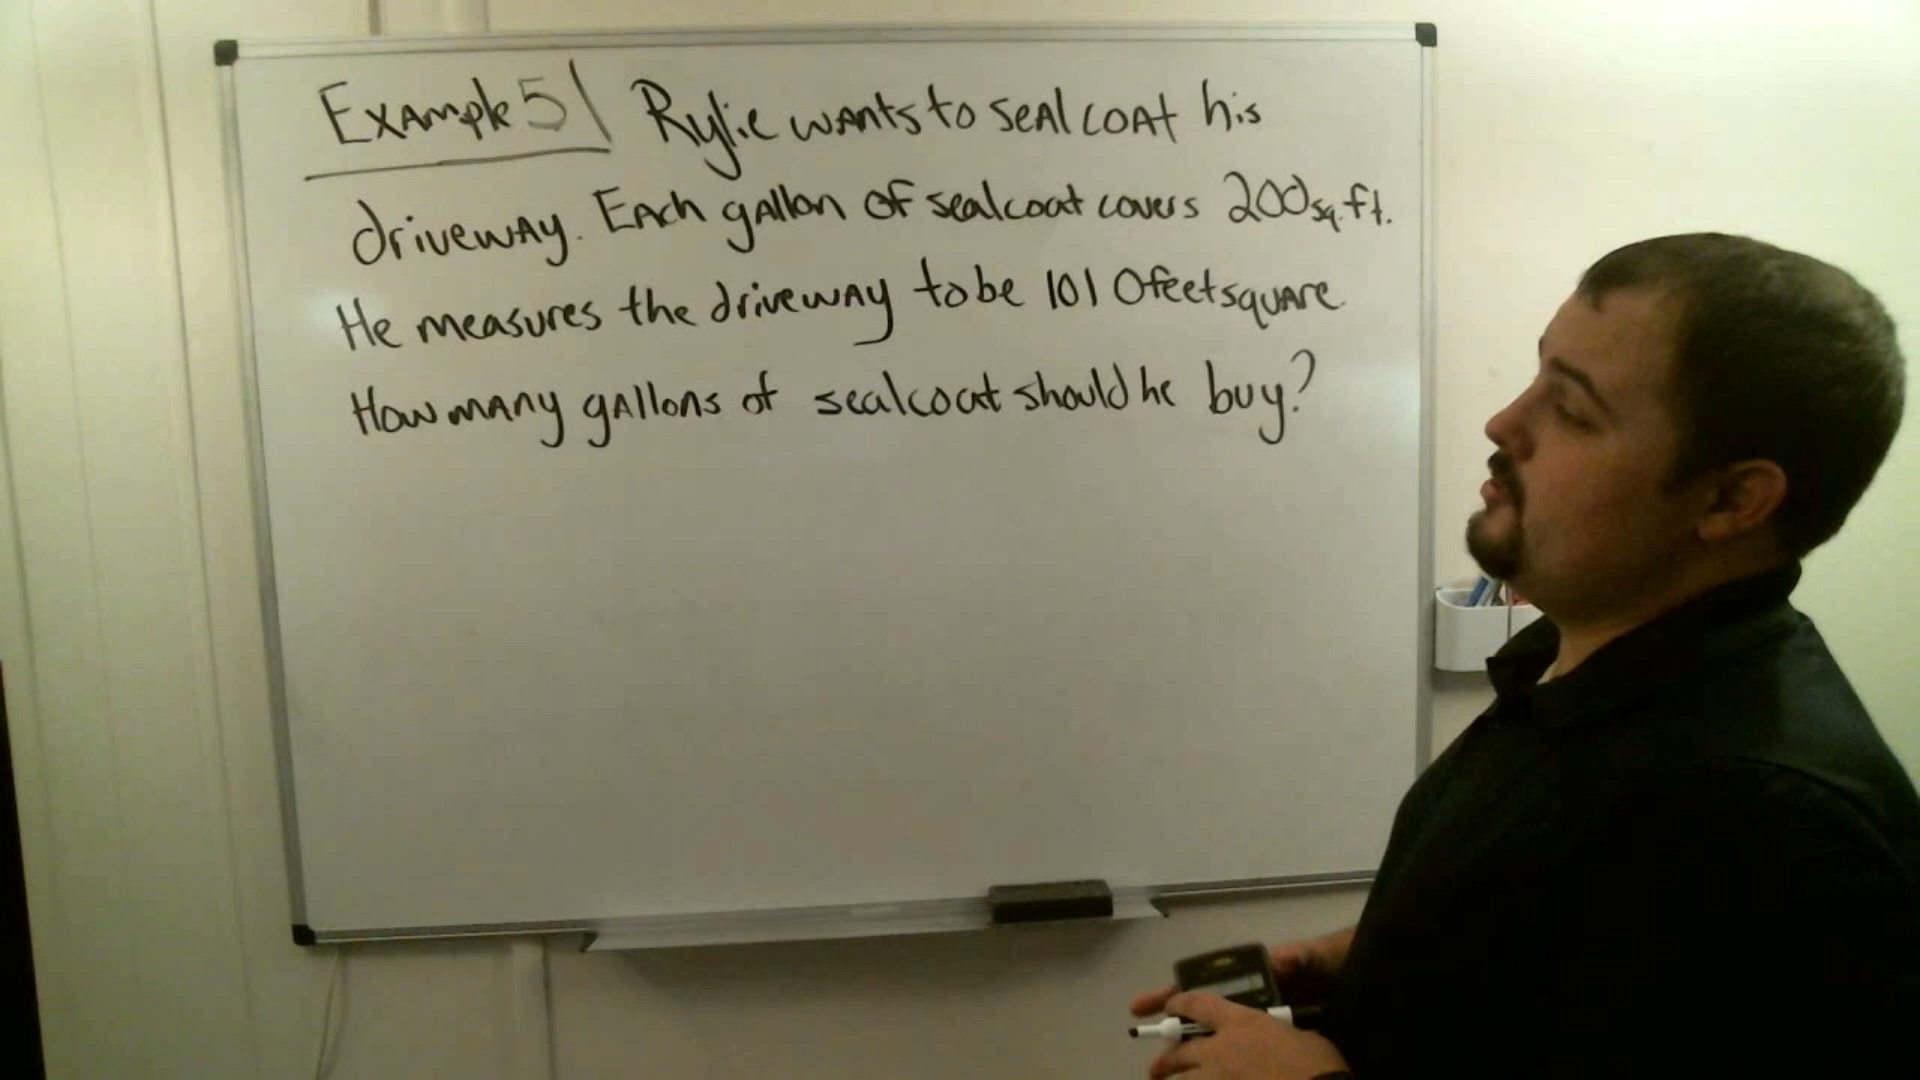 Example 5 Rylie wants to seal coat his
driveway. Each gallon of sealcoat covers 200 sq. ft.
He measures the driveway to be 1010 feet square.
How many gallons of sealcoat should he buy?